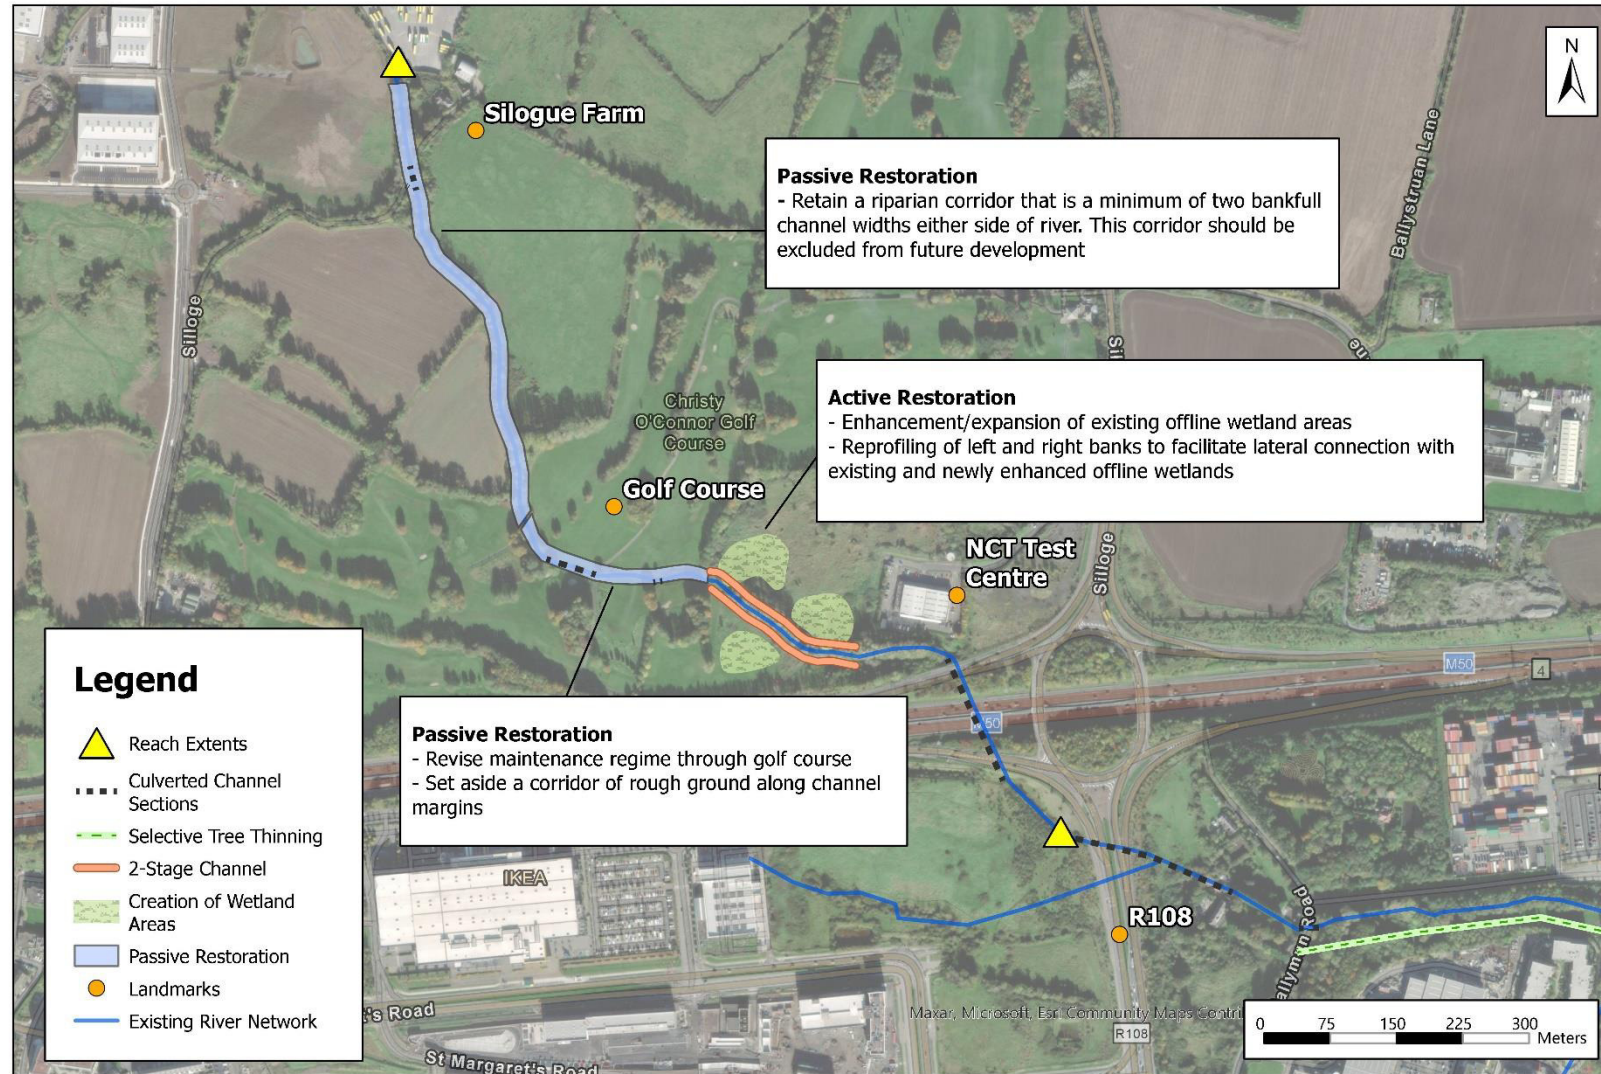 N
Silogue Farm
Passive Restoration
- Retain a riparian corridor that is a minimum of two bankfull
channel widths either side of river. This corridor should be
excluded from future development
Ballystruan Lane
Silloge
Sil
ne
Active Restoration
- Enhancement/expansion of existing offline wetland areas
- Reprofiling of left and right banks to facilitate lateral connection with
existing and newly enhanced offline wetlands
Christy
O'Connor Golf
Course
Golf Course
NCT Test
Centre
Silloge
M50
4
M50
Legend
Reach Extents
Culverted Channel
Sections
Selective Tree Thinning
2-Stage Channel
Creation of Wetland
Areas
Passive Restoration
Landmarks
Existing River Network
Passive Restoration
- Revise maintenance regime through golf course
- Set aside a corridor of rough ground along channel
margins
IKEA
R108
allymun Road
t's Road
St Margaret's Road
Maxar, Microsoft, Esri Community Maps Contri
R108
0 75 150 225 300
Meters